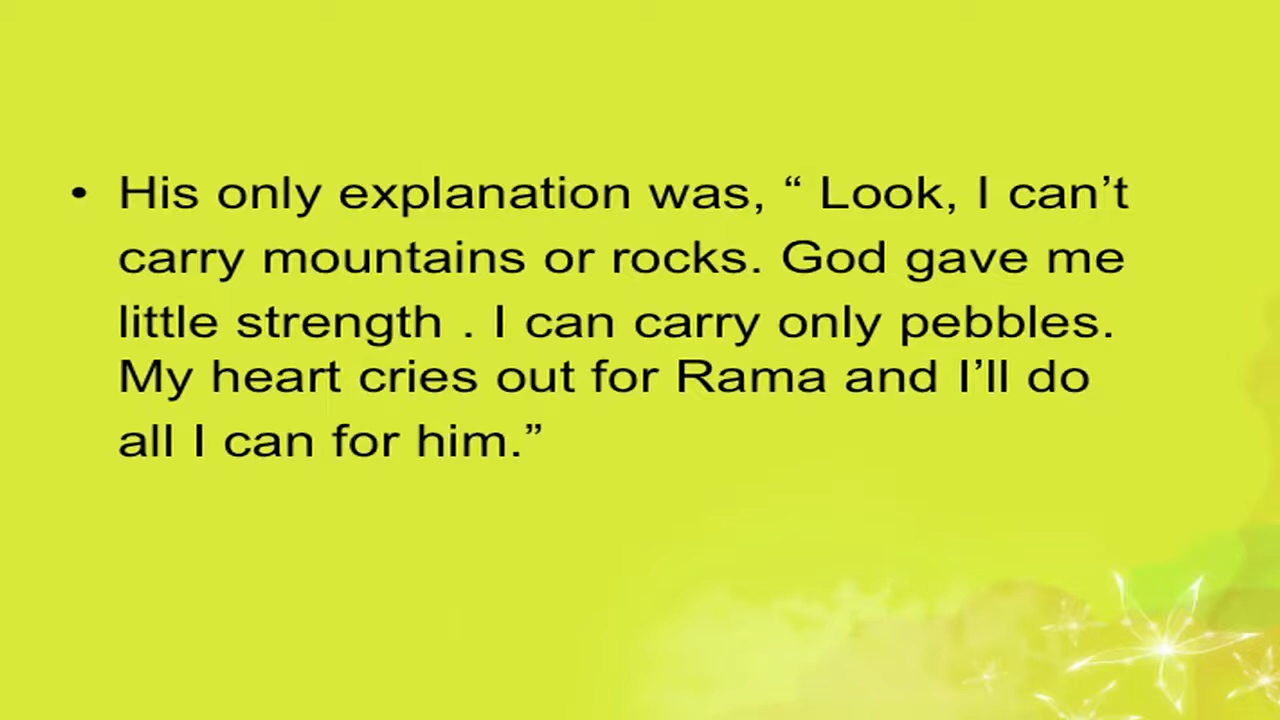 • His only explanation was, “ Look, I can’t
carry mountains or rocks. God gave me
little strength . I can carry only pebbles.
My heart cries out for Rama and I’ll do
all I can for him.”